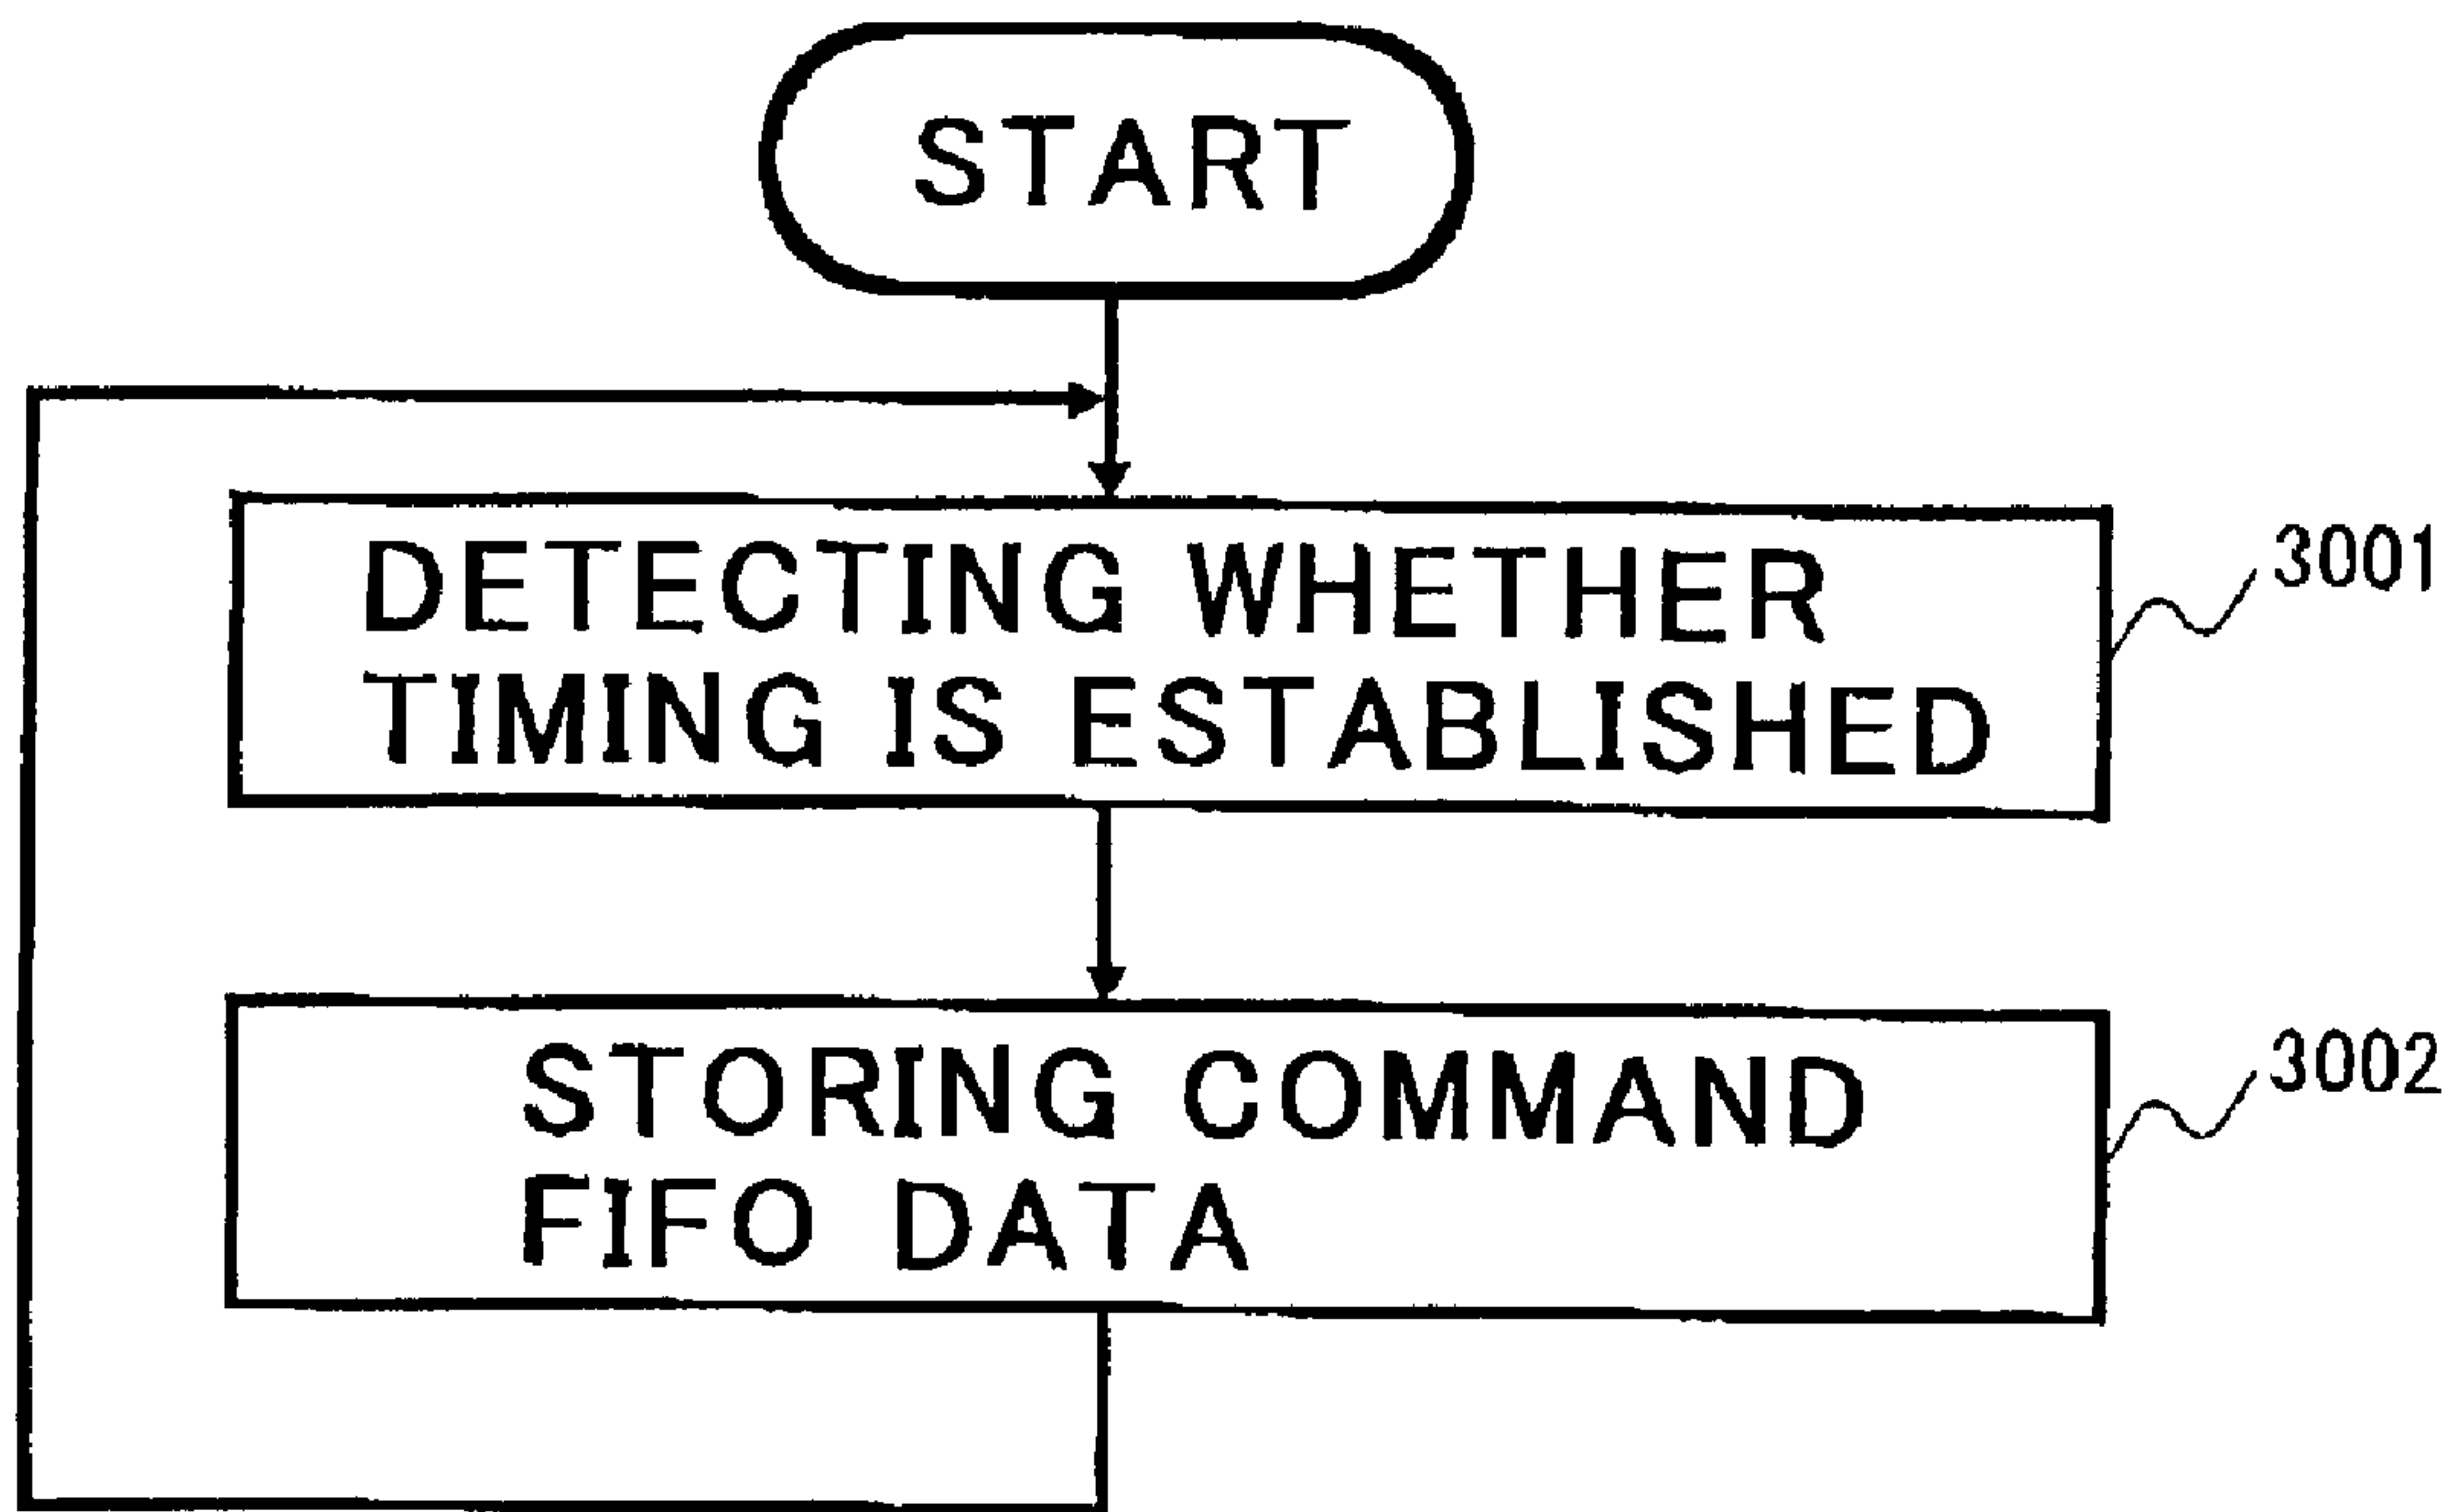 START
DETECTING WHETHER
TIMING IS ESTABLISHED
3001
STORING COMMAND
FIFO DATA
3002